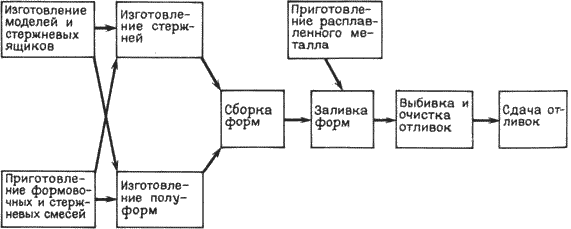 Изготовление
моделей и
стержневых
ящиков
Изготовле-
ние стерж-
ней
Приготовле-
ние расплав-
ленного ме-
талла
Сборка
форм
Заливка
форм
Выбивка и
очистка
отливок
Сдача от-
ливок
Приготовле-
ние формово-
чных и стерж-
невых смесей
Изготовле-
ние полу-
форм